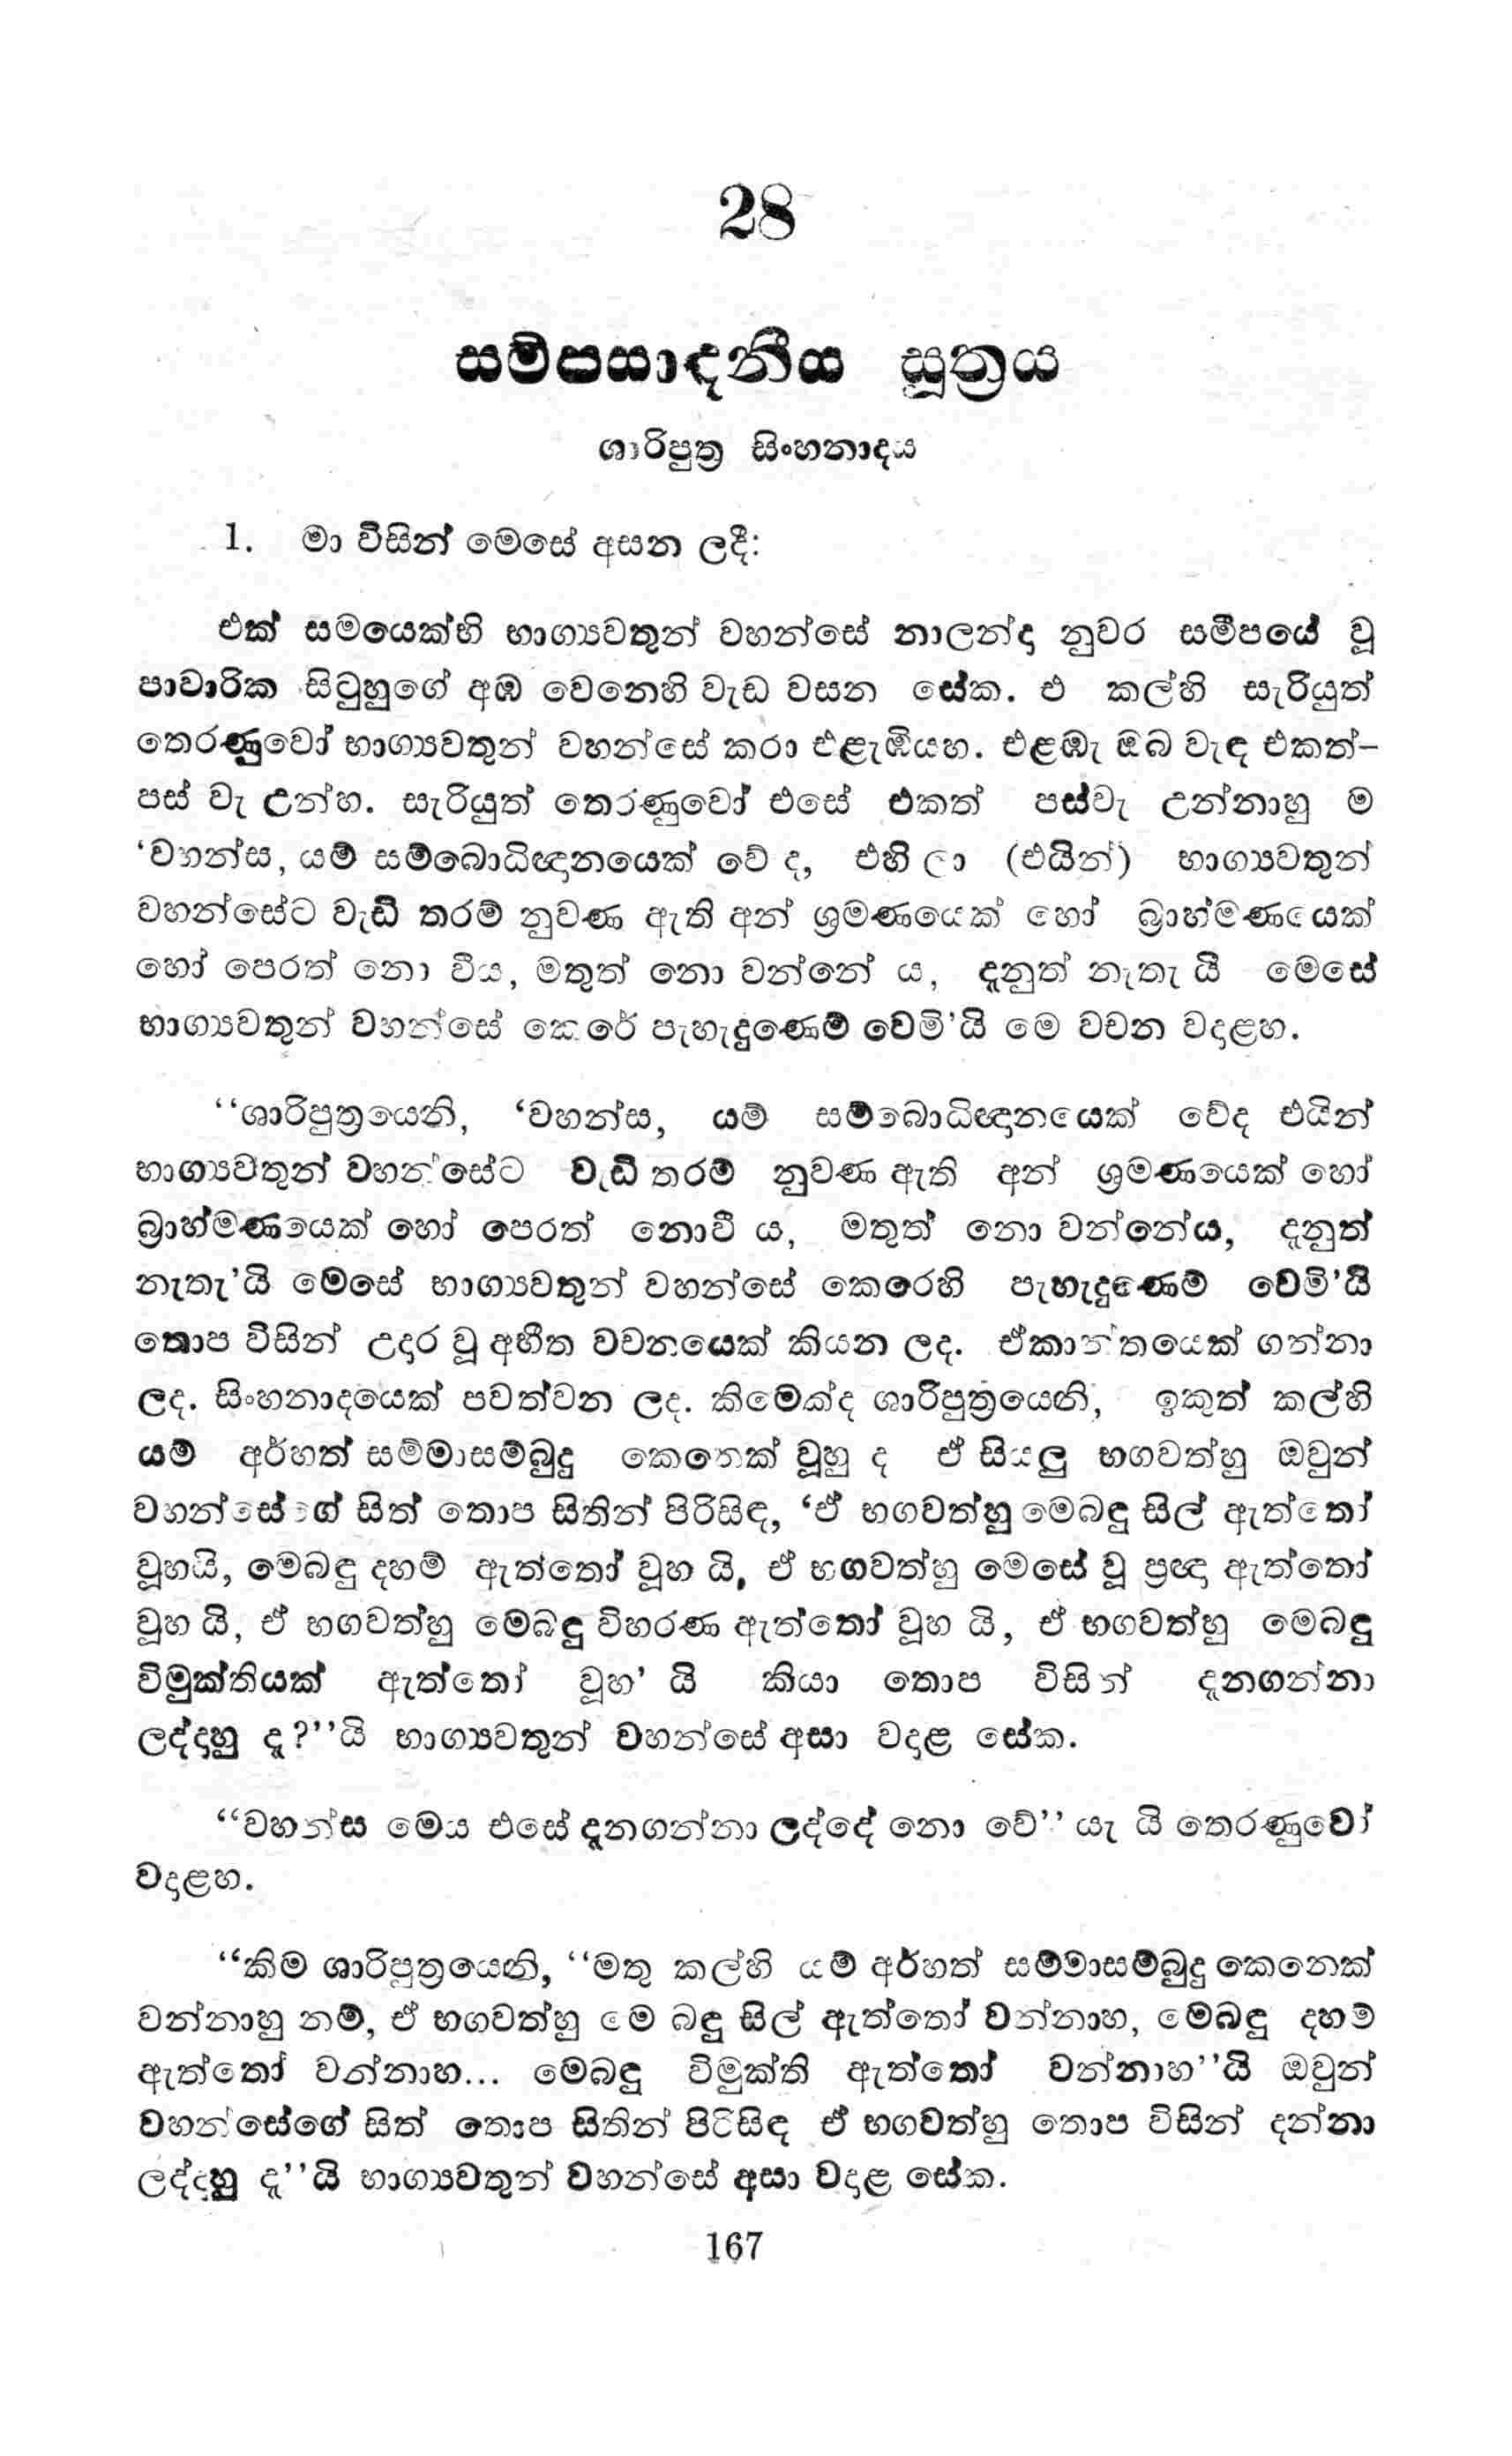 28
සම්පසාදනීය සූත්‍රය
ශාරිපුත්‍ර සිංහනාදය
1. මා විසින් මෙසේ අසන ලදී:
එක් සමයෙක්හි භාග්‍යවතුන් වහන්සේ නාලන්දා නුවර සමීපයේ වූ
පාවාරික සිටුහුගේ අඹ වෙනෙහි වැඩ වසන සේක. එ කල්හි සැරියුත්
තෙරණුවෝ භාග්‍යවතුන් වහන්සේ කරා එළැඹියහ. එළඹැ ඔබ වැඳ එකත්-
පස් වැ උන්හ. සැරියුත් තෙරණුවෝ එසේ එකත් පස්වැ උන්නාහු ම
‘වහන්ස, යම් සම්බොධිඥානයෙක් වේ ද, එහි ලා (එයින්) භාග්‍යවතුන්
වහන්සේට වැඩි තරම් නුවණ ඇති අන් ශ්‍රමණයෙක් හෝ බ්‍රාහ්මණයෙක්
හෝ පෙරත් නො වීය, මතුත් නො වන්නේ ය, දැනුත් නැතැ යි මෙසේ
භාග්‍යවතුන් වහන්සේ කෙරේ පැහැදුණෙම් වෙමි’යි මෙ වචන වදාළහ.
‘‘ශාරිපුත්‍රයෙනි, ‘වහන්ස, යම් සම්බොධිඥානයෙක් වේද එයින්
භාග්‍යවතුන් වහන්සේට වැඩි තරම් නුවණ ඇති අන් ශ්‍රමණයෙක් හෝ
බ්‍රාහ්මණයෙක් හෝ පෙරත් නොවී ය, මතුත් නො වන්නේය, දැනුත්
නැතැ’යි මෙසේ භාග්‍යවතුන් වහන්සේ කෙරෙහි පැහැදුණෙම් වෙමි’යි
තොප විසින් උදාර වූ අභීත වචනයෙක් කියන ලද. ඒකාන්තයෙක් ගන්නා
ලද. සිංහනාදයෙක් පවත්වන ලද. කිමෙක්ද ශාරිපුත්‍රයෙනි, ඉකුත් කල්හි
යම් අර්හත් සම්මාසම්බුදු කෙනෙක් වූහු ද ඒ සියලු භගවත්හු ඔවුන්
වහන්සේගේ සිත් තොප සිතින් පිරිසිඳ, ‘ඒ භගවත්හු මෙබඳු සිල් ඇත්තෝ
වූහයි, මෙබඳු දහම් ඇත්තෝ වූහ යි, ඒ භගවත්හු මෙසේ වූ ප්‍රඥා ඇත්තෝ
වූහ යි, ඒ භගවත්හු මෙබඳු විහරණ ඇත්තෝ වූහ යි, ඒ භගවත්හු මෙබඳු
විමුක්තියක් ඇත්තෝ වූහ’ යි කියා තොප විසින් දැනගන්නා
ලද්දාහු ද?’’යි භාග්‍යවතුන් වහන්සේ අසා වදාළ සේක.
‘‘වහන්ස මෙය එසේ දැනගන්නා ලද්දේ නො වේ’’ යැ යි තෙරණුවෝ
වදාළහ.
‘‘කිම ශාරිපුත්‍රයෙනි, ‘‘මතු කල්හි යම් අර්හත් සම්මාසම්බුදු කෙනෙක්
වන්නාහු නම්, ඒ භගවත්හු මෙ බඳු සිල් ඇත්තෝ වන්නාහ, මෙබඳු දහම්
ඇත්තෝ වන්නාහ... මෙබඳු විමුක්ති ඇත්තෝ වන්නාහ’’යි ඔවුන්
වහන්සේගේ සිත් තොප සිතින් පිරිසිඳ ඒ භගවත්හු තොප විසින් දන්නා
ලද්දාහු ද’’යි භාග්‍යවතුන් වහන්සේ අසා වදාළ සේක.
167